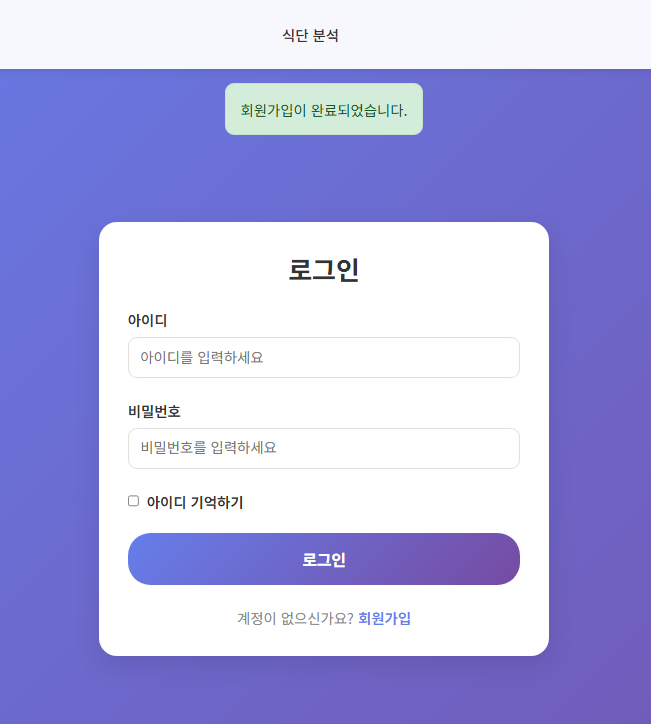 식단 분석
회원가입이 완료되었습니다.
로그인
아이디
아이디를 입력하세요
비밀번호
비밀번호를 입력하세요
아이디 기억하기
로그인
계정이 없으신가요? 회원가입